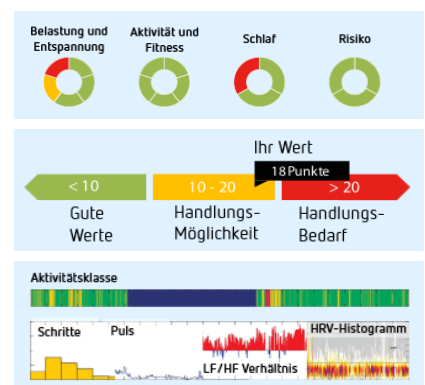 Belastung und
Entspannung
Aktivität und
Fitness
Schlaf
Risiko
Ihr Wert
18 Punkte
< 10
10 - 20
> 20
Gute
Werte
Handlungs-
Möglichkeit
Handlungs-
Bedarf
Aktivitätsklasse
Schritte
Puls
LF/HF Verhältnis
HRV-Histogramm